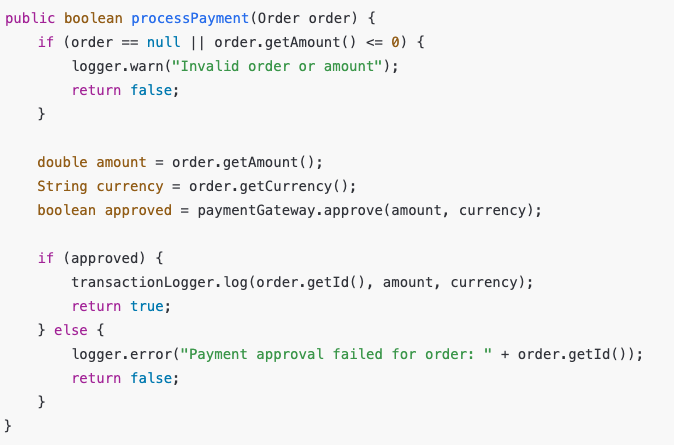 public boolean processPayment(Order order) {
    if (order == null || order.getAmount() <= 0) {
        logger.warn("Invalid order or amount");
        return false;
    }

    double amount = order.getAmount();
    String currency = order.getCurrency();
    boolean approved = paymentGateway.approve(amount, currency);

    if (approved) {
        transactionLogger.log(order.getId(), amount, currency);
        return true;
    } else {
        logger.error("Payment approval failed for order: " + order.getId());
        return false;
    }
}